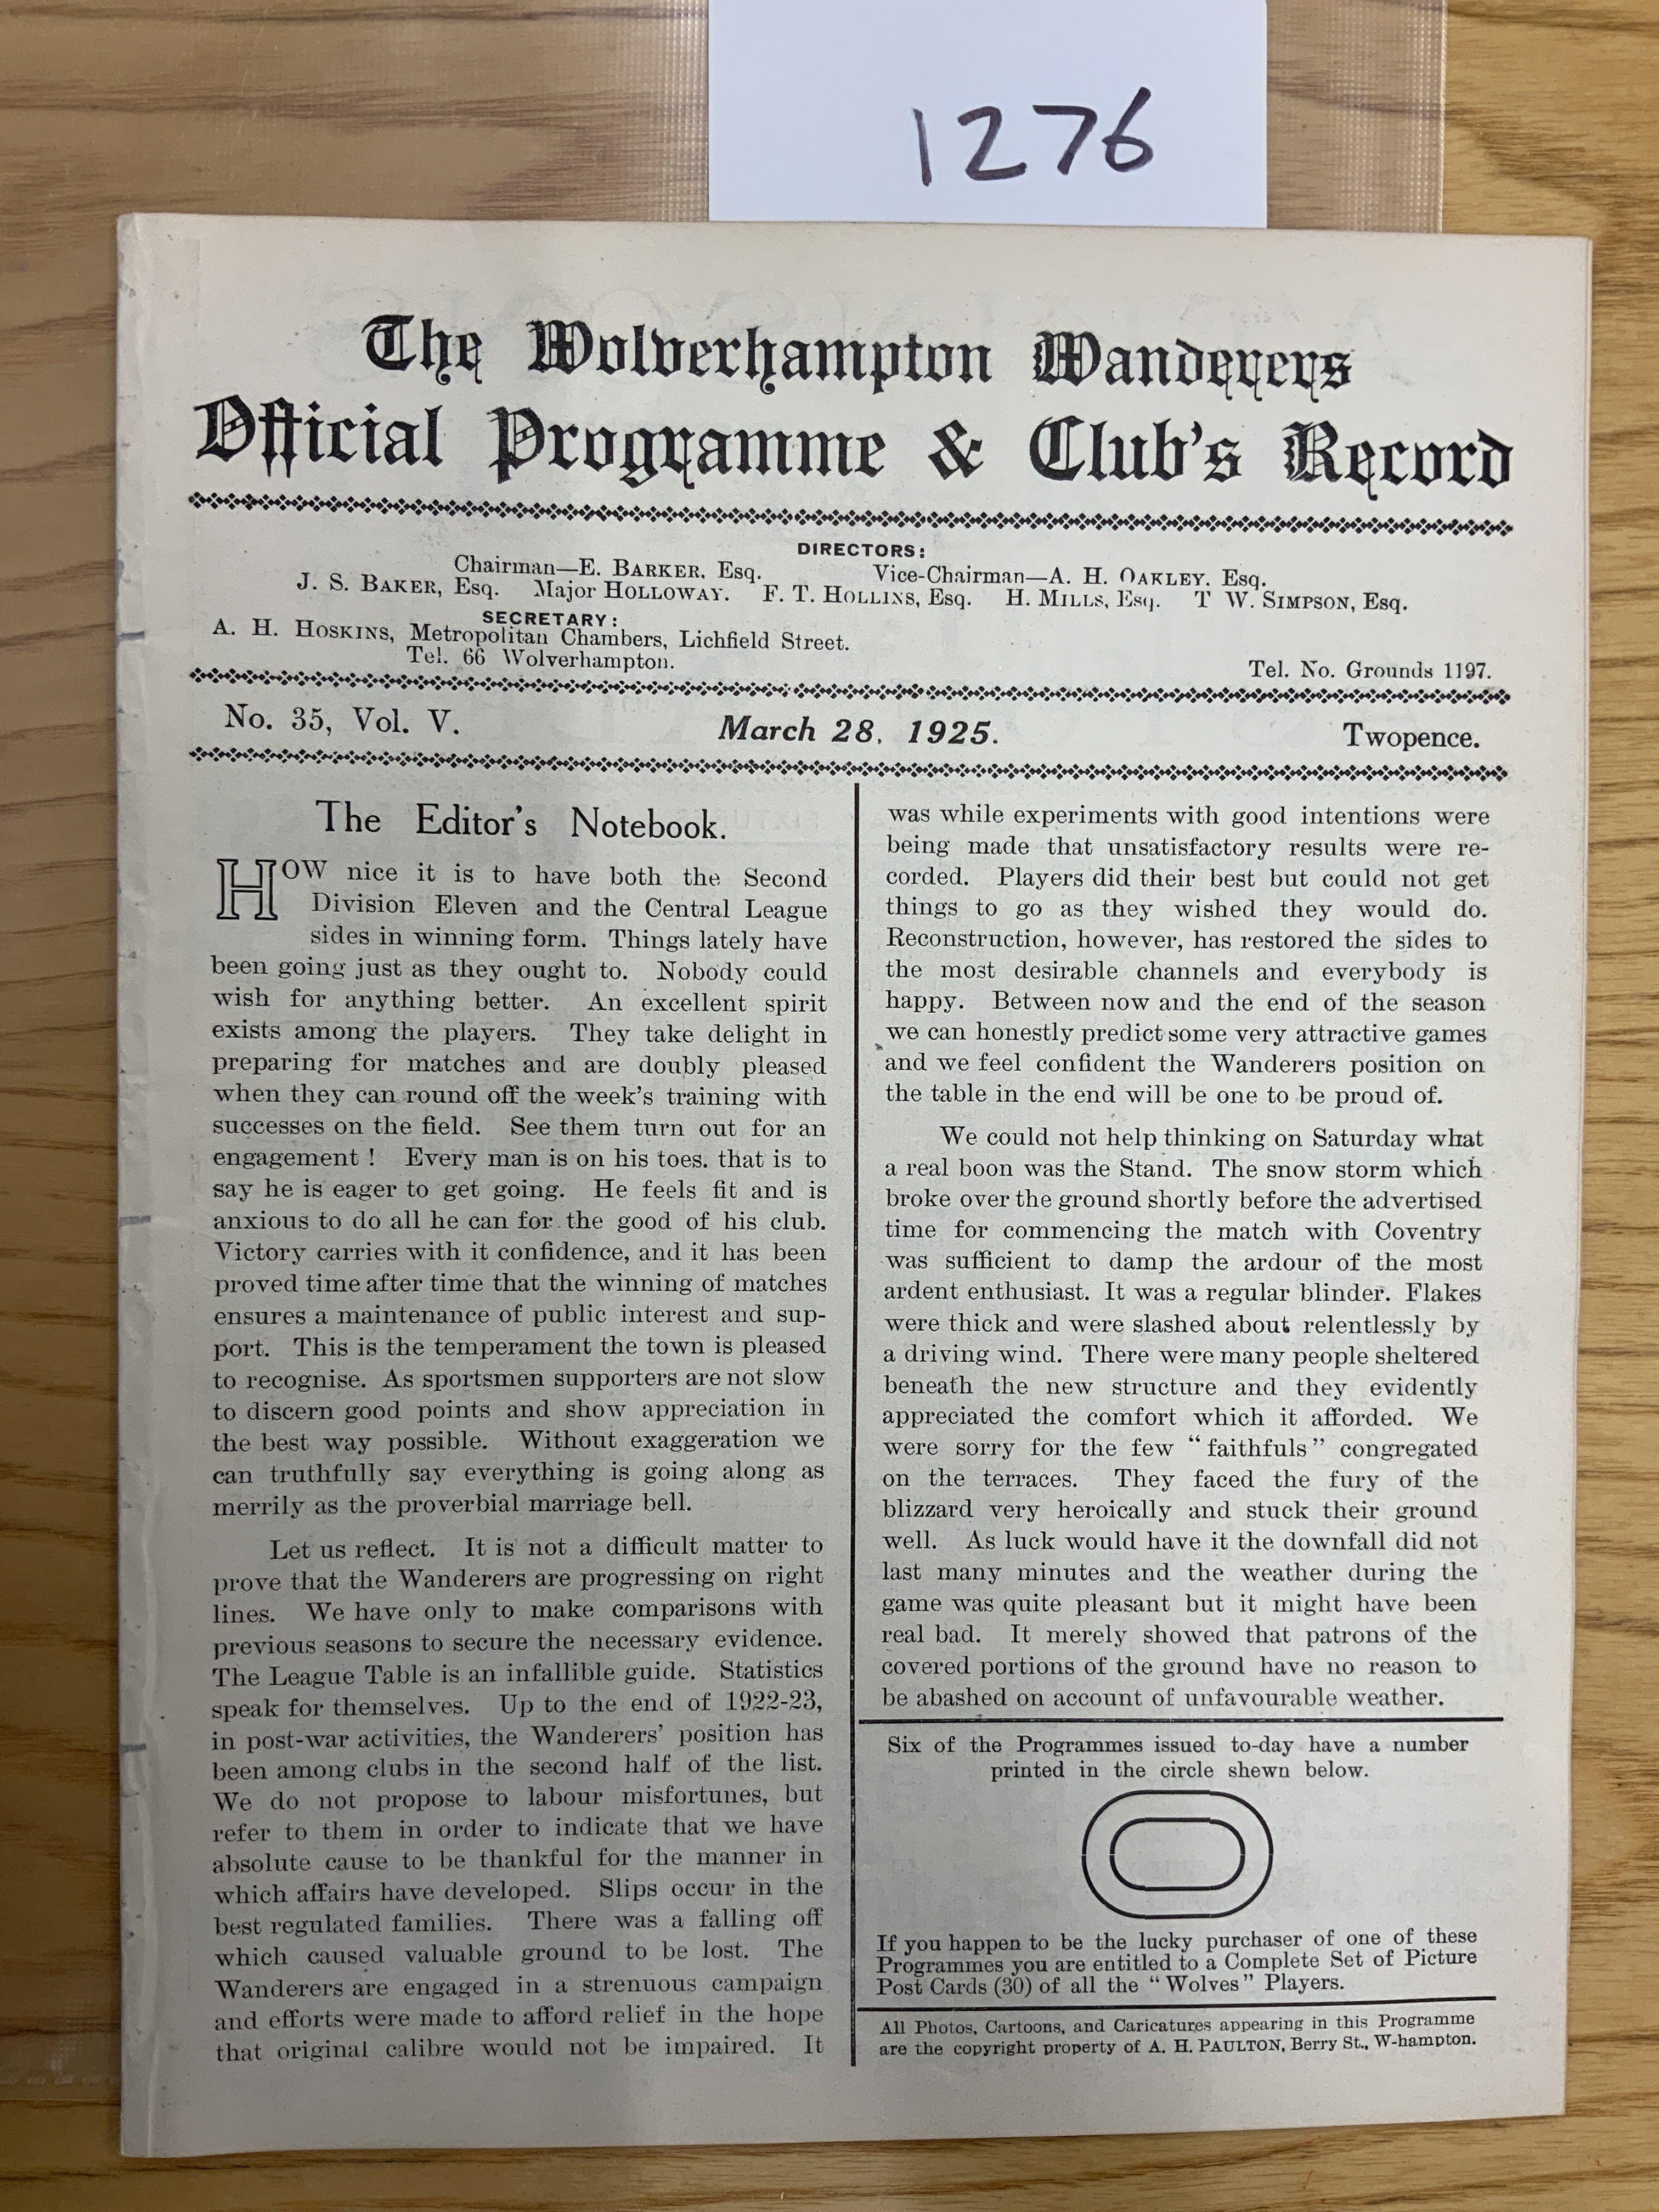 1276
The Wolverhampton Wanderers
Official Programme & Club's Record
DIRECTORS:
Chairman—E. BARKER. Esq. Vice-Chairman—A. H. OAKLEY. Esq.
J. S. BAKER, Esq. Major HOLLOWAY. F. T. HOLLINS, Esq. H. MILLS, Esq. T W. SIMPSON, Esq.
SECRETARY:
A. H. HOSKINS, Metropolitan Chambers, Lichfield Street.
Tel. 66 Wolverhampton.
Tel. No. Grounds 1197.
No. 35, Vol. V. March 28, 1925. Twopence.
The Editor's Notebook.
HOW nice it is to have both the Second
Division Eleven and the Central League
sides in winning form. Things lately have
been going just as they ought to. Nobody could
wish for anything better. An excellent spirit
exists among the players. They take delight in
preparing for matches and are doubly pleased
when they can round off the week's training with
successes on the field. See them turn out for an
engagement ! Every man is on his toes. that is to
say he is eager to get going. He feels fit and is
anxious to do all he can for the good of his club.
Victory carries with it confidence, and it has been
proved time after time that the winning of matches
ensures a maintenance of public interest and sup-
port. This is the temperament the town is pleased
to recognise. As sportsmen supporters are not slow
to discern good points and show appreciation in
the best way possible. Without exaggeration we
can truthfully say everything is going along as
merrily as the proverbial marriage bell.
Let us reflect. It is not a difficult matter to
prove that the Wanderers are progressing on right
lines. We have only to make comparisons with
previous seasons to secure the necessary evidence.
The League Table is an infallible guide. Statistics
speak for themselves. Up to the end of 1922-23,
in post-war activities, the Wanderers' position has
been among clubs in the second half of the list.
We do not propose to labour misfortunes, but
refer to them in order to indicate that we have
absolute cause to be thankful for the manner in
which affairs have developed. Slips occur in the
best regulated families. There was a falling off
which caused valuable ground to be lost. The
Wanderers are engaged in a strenuous campaign
and efforts were made to afford relief in the hope
that original calibre would not be impaired. It
was while experiments with good intentions were
being made that unsatisfactory results were re-
corded. Players did their best but could not get
things to go as they wished they would do.
Reconstruction, however, has restored the sides to
the most desirable channels and everybody is
happy. Between now and the end of the season
we can honestly predict some very attractive games
and we feel confident the Wanderers position on
the table in the end will be one to be proud of.
We could not help thinking on Saturday what
a real boon was the Stand. The snow storm which
broke over the ground shortly before the advertised
time for commencing the match with Coventry
was sufficient to damp the ardour of the most
ardent enthusiast. It was a regular blinder. Flakes
were thick and were slashed about relentlessly by
a driving wind. There were many people sheltered
beneath the new structure and they evidently
appreciated the comfort which it afforded. We
were sorry for the few "faithfuls" congregated
on the terraces. They faced the fury of the
blizzard very heroically and stuck their ground
well. As luck would have it the downfall did not
last many minutes and the weather during the
game was quite pleasant but it might have been
real bad. It merely showed that patrons of the
covered portions of the ground have no reason to
be abashed on account of unfavourable weather.
Six of the Programmes issued to-day have a number
printed in the circle shewn below.
If you happen to be the lucky purchaser of one of these
Programmes you are entitled to a Complete Set of Picture
Post Cards (30) of all the "Wolves" Players.
All Photos, Cartoons, and Caricatures appearing in this Programme
are the copyright property of A. H. PAULTON, Berry St., W-hampton.